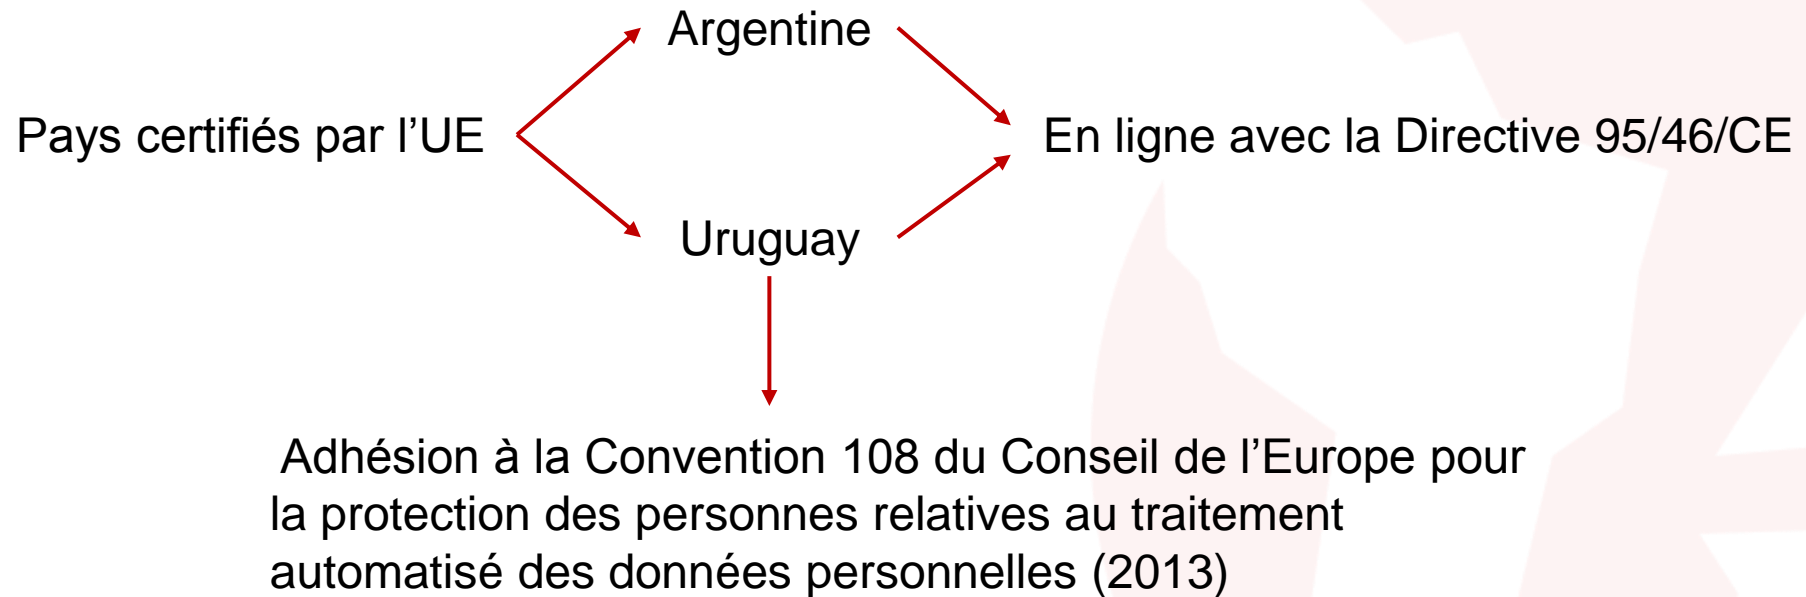 Argentine
Pays certifiés par l’UE
En ligne avec la Directive 95/46/CE
Uruguay
Adhésion à la Convention 108 du Conseil de l’Europe pour
la protection des personnes relatives au traitement
automatisé des données personnelles (2013)